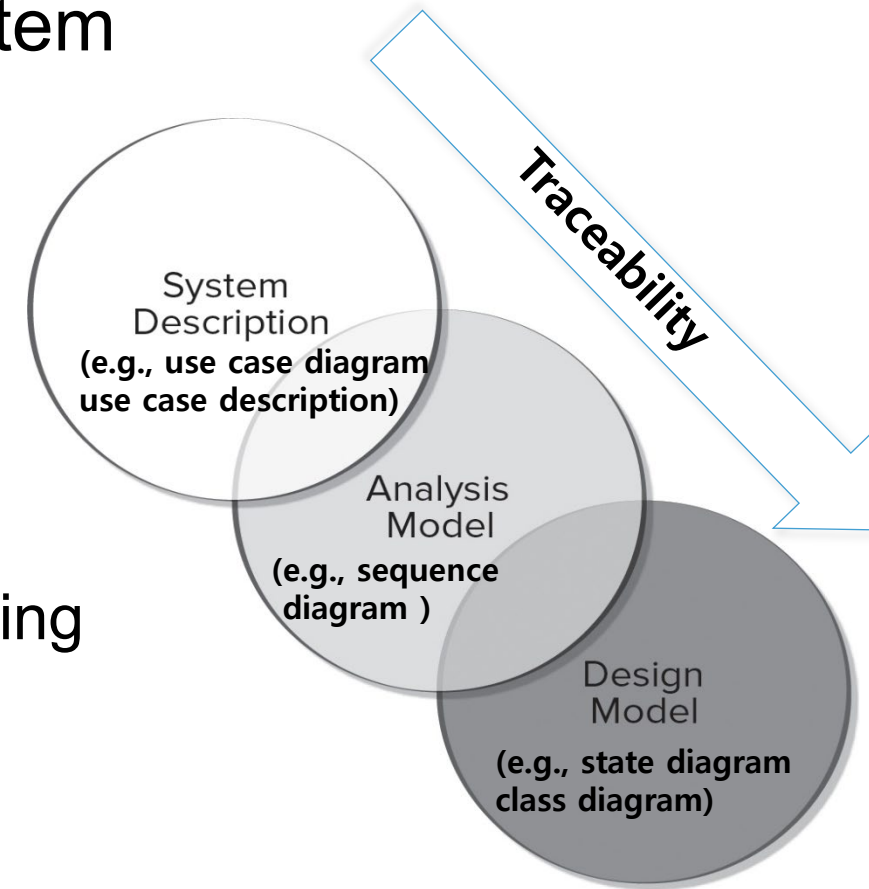 tem
Traceability
System
Description
(e.g., use case diagram
use case description)
Analysis
Model
(e.g., sequence
diagram )
ing
Design
Model
(e.g., state diagram
class diagram)